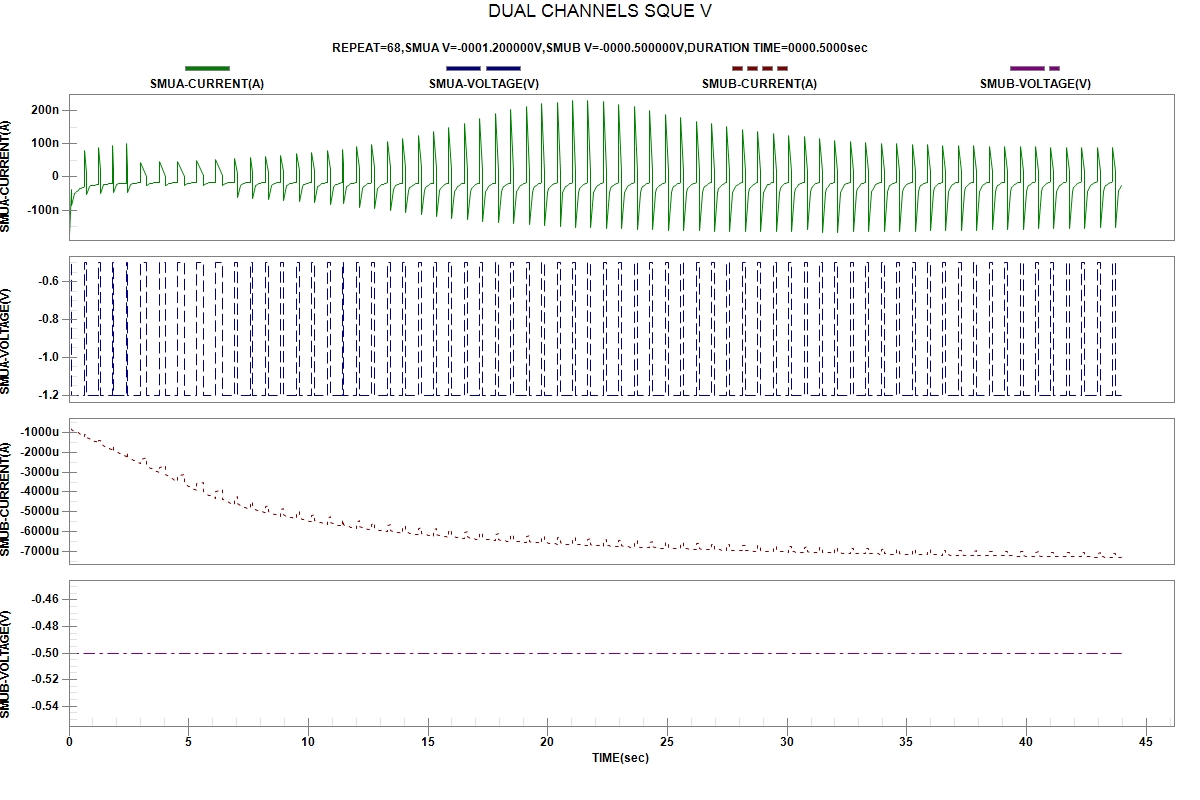 DUAL CHANNELS SQUE V
REPEAT=68,SMUA V=-0001.200000V,SMUB V=-0000.500000V,DURATION TIME=0000.5000sec
SMUA-CURRENT(A) SMUA-VOLTAGE(V) SMUB-CURRENT(A) SMUB-VOLTAGE(V)
SMUA-CURRENT(A)
200n
100n
0
-100n
SMUA-VOLTAGE(V)
-0.6
-0.8
-1.0
-1.2
SMUB-CURRENT(A)
-1000u
-2000u
-3000u
-4000u
-5000u
-6000u
-7000u
SMUB-VOLTAGE(V)
-0.46
-0.48
-0.50
-0.52
-0.54
0 5 10 15 20 25 30 35 40 45
TIME(sec)